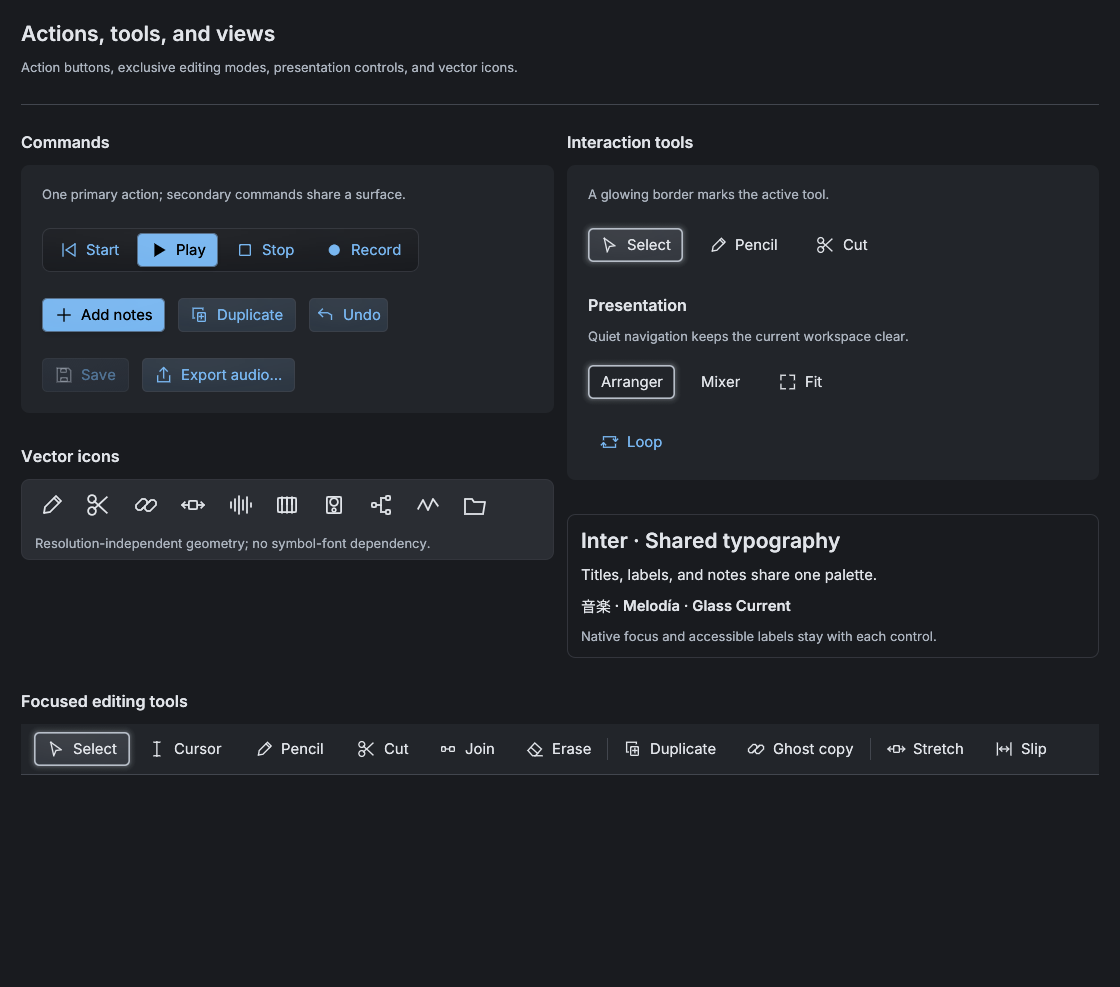 Actions, tools, and views
Action buttons, exclusive editing modes, presentation controls, and vector icons.
Commands
One primary action; secondary commands share a surface.
Start Play Stop Record
Add notes Duplicate Undo
Save Export audio...
Vector icons
Resolution-independent geometry; no symbol-font dependency.
Interaction tools
A glowing border marks the active tool.
Select Pencil Cut
Presentation
Quiet navigation keeps the current workspace clear.
Arranger Mixer Fit
Loop
Inter · Shared typography
Titles, labels, and notes share one palette.
音楽 · Melodía · Glass Current
Native focus and accessible labels stay with each control.
Focused editing tools
Select Cursor Pencil Cut Join Erase Duplicate Ghost copy Stretch Slip